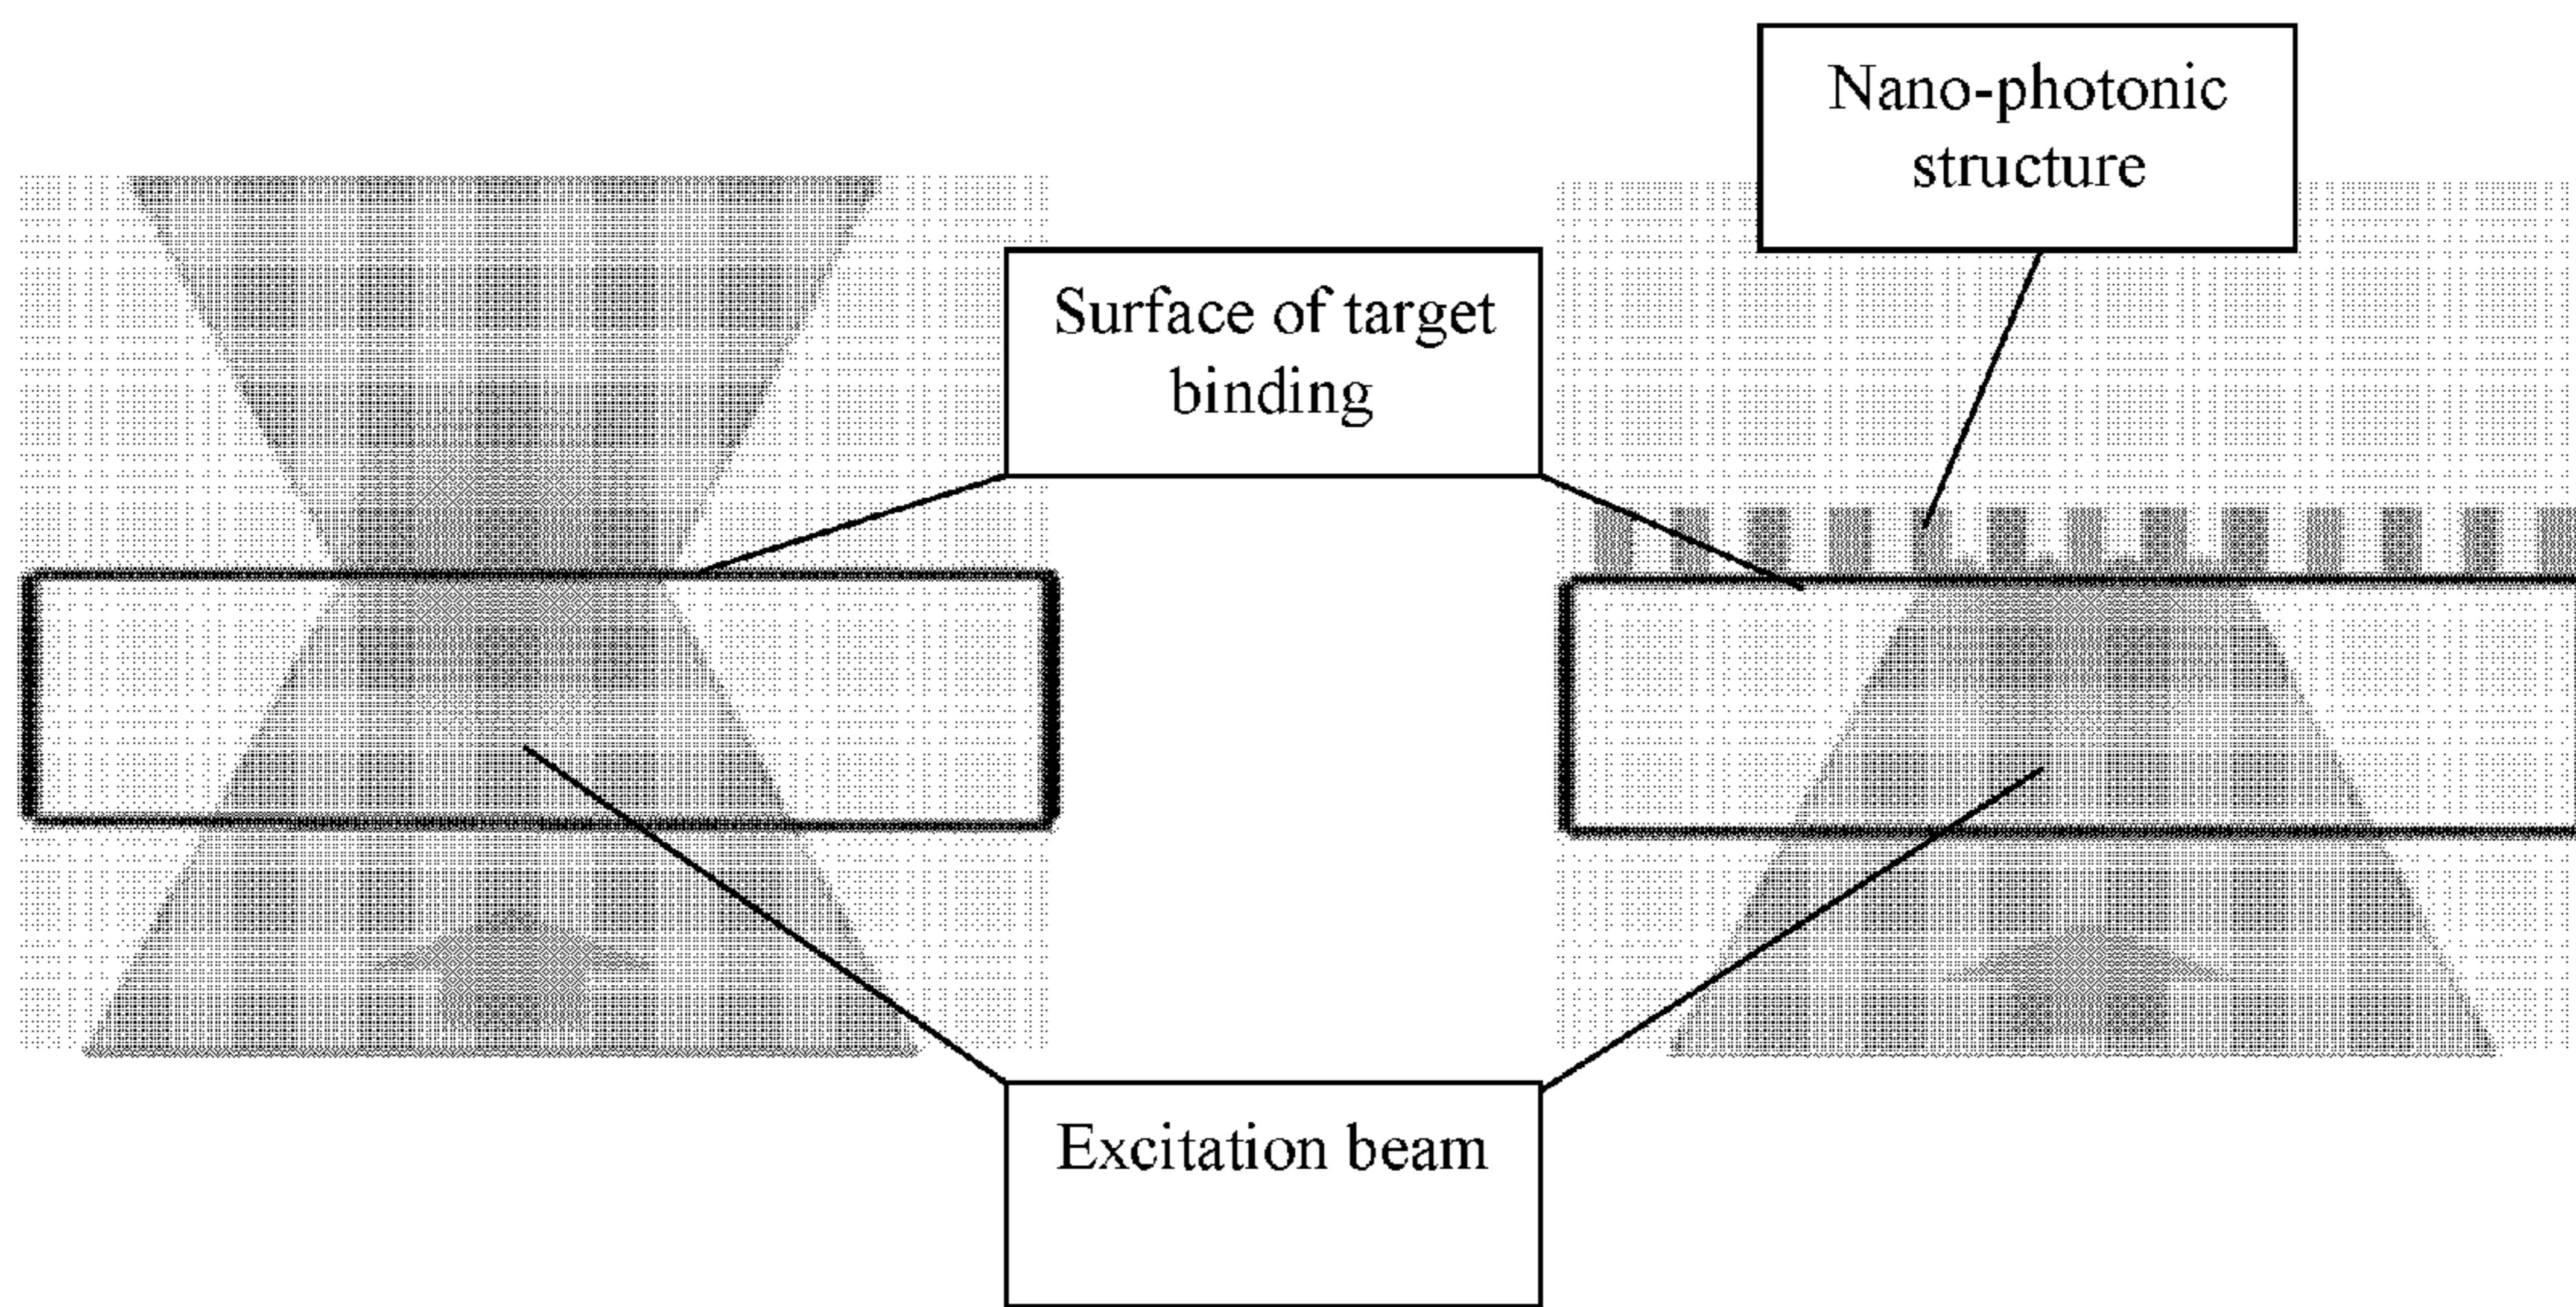 Nano-photonic
structure
Surface of target
binding
Excitation beam